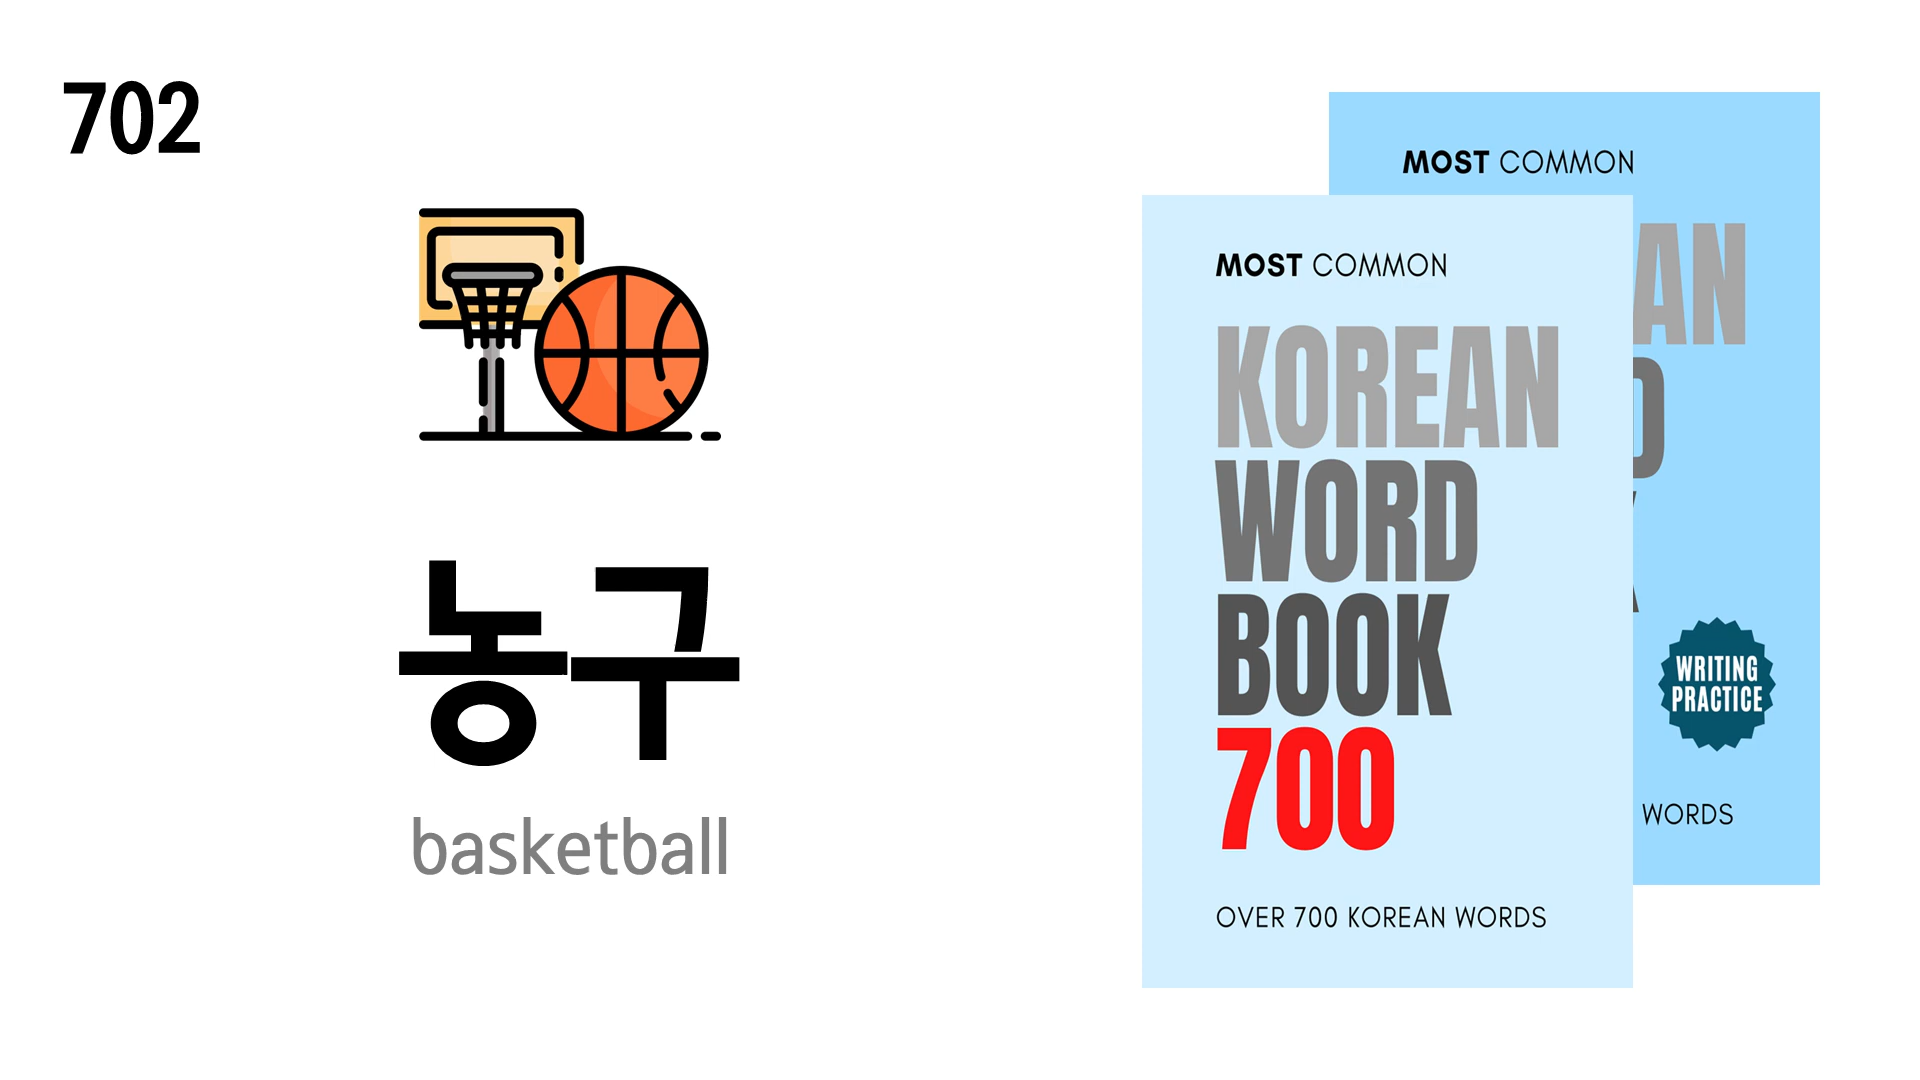 702
농구
basketball
MOST COMMON
KOREAN
WORD
BOOK
700
OVER 700 KOREAN WORDS
MOST COMMON
AN
D
WRITING
PRACTICE
WORDS